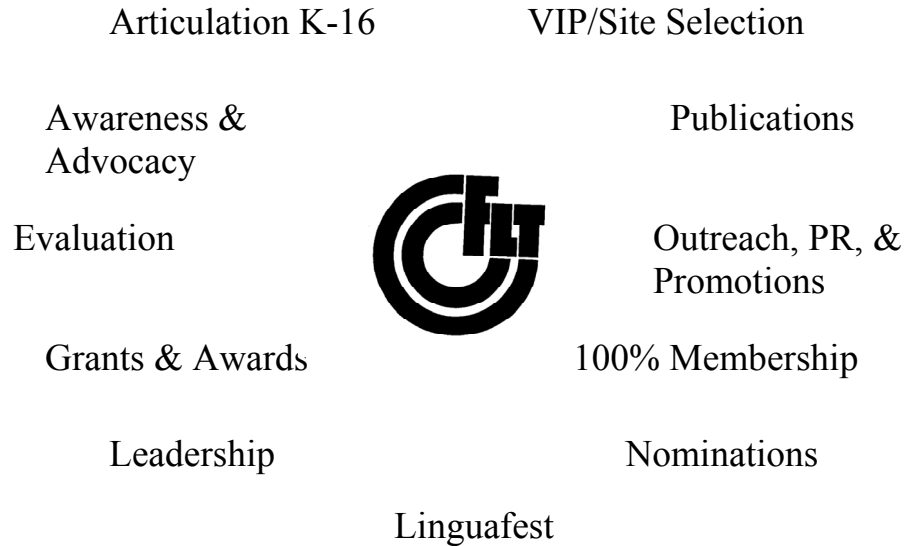 Articulation K-16 VIP/Site Selection
Awareness &
Advocacy
Publications
FLT
Evaluation
Outreach, PR, &
Promotions
Grants & Awards 100% Membership
Leadership Nominations
Linguafest